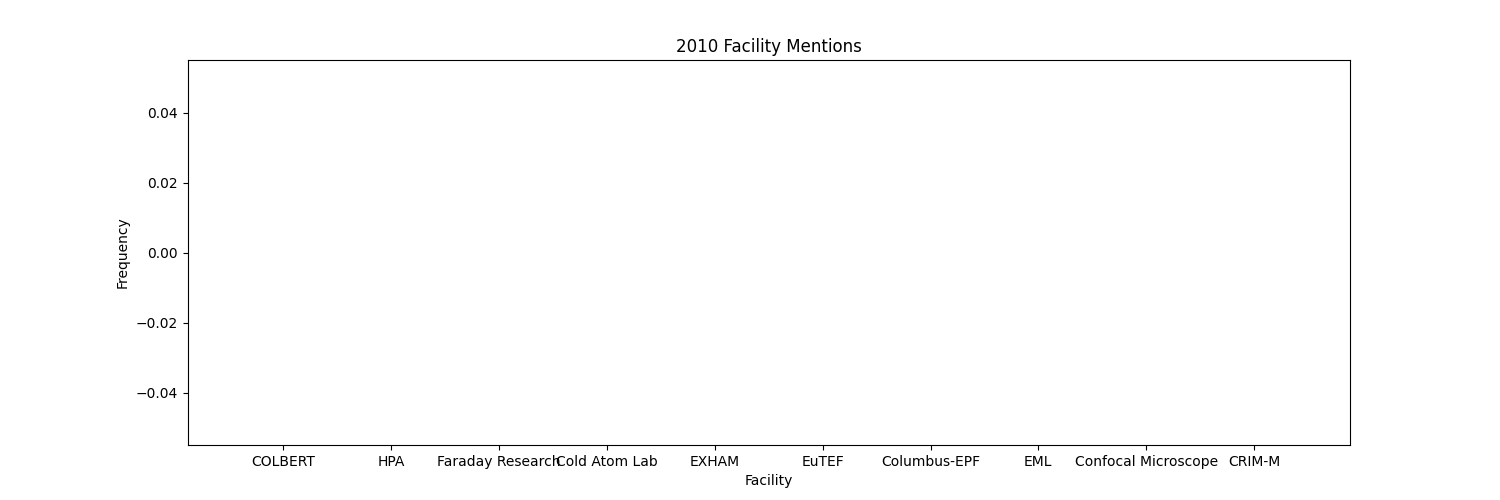 2010 Facility Mentions
0.04
0.02
0.00
−0.02
−0.04
Frequency
COLBERT HPA Faraday Research Cold Atom Lab EXHAM EuTEF Columbus-EPF EML Confocal Microscope CRIM-M
Facility